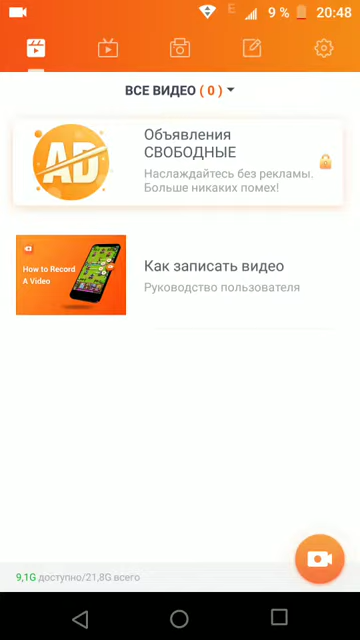 E 9 % 20:48
ВСЕ ВИДЕО ( 0 )
AD
Объявления
СВОБОДНЫЕ
Наслаждайтесь без рекламы.
Больше никаких помех!
How to Record
A Video
Как записать видео
Руководство пользователя
9,1G доступно/21,8G всего